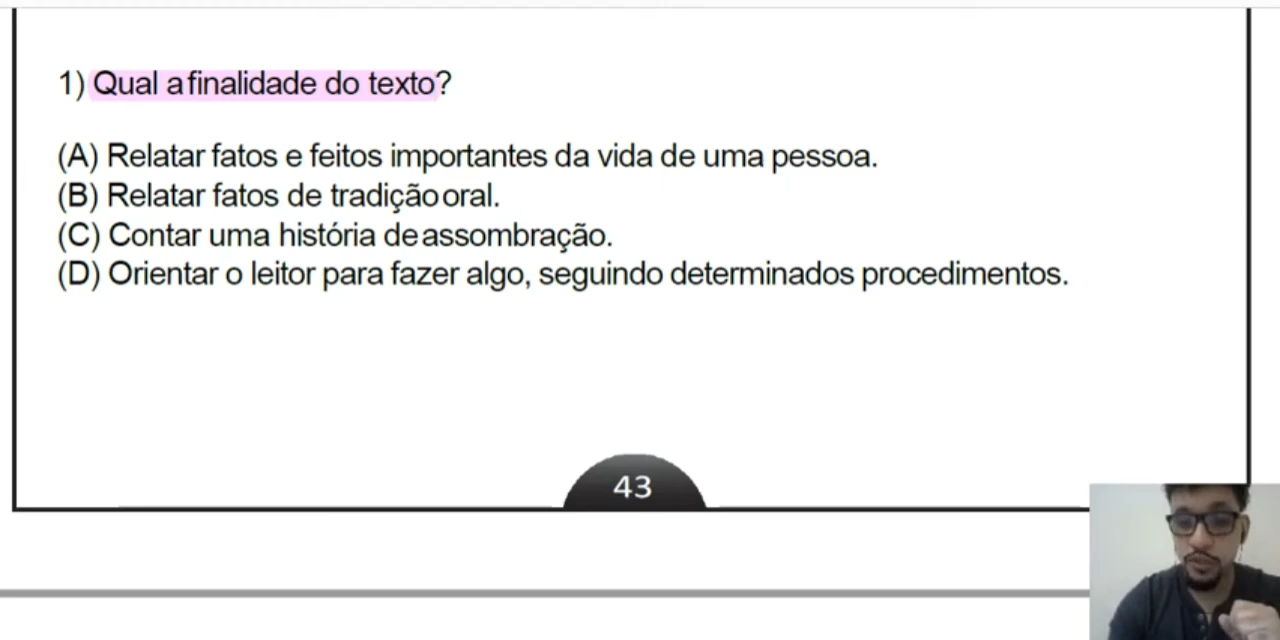 1) Qual a finalidade do texto?
(A) Relatar fatos e feitos importantes da vida de uma pessoa.
(B) Relatar fatos de tradição oral.
(C) Contar uma história de assombração.
(D) Orientar o leitor para fazer algo, seguindo determinados procedimentos.
43